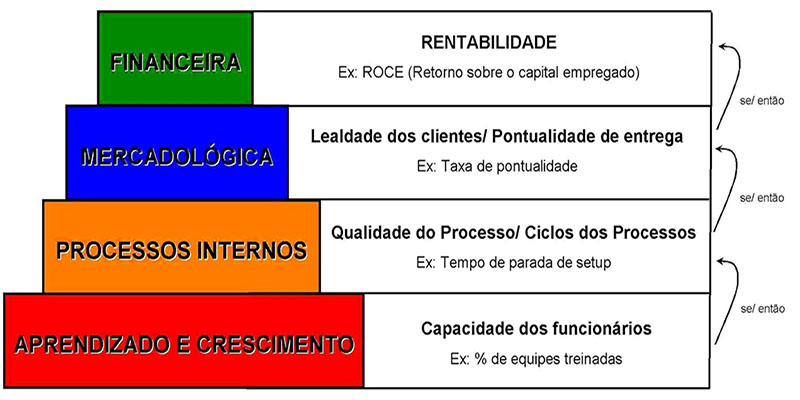 FINANCEIRA
RENTABILIDADE
Ex: ROCE (Retorno sobre o capital empregado)
se/ então
MERCADOLÓGICA
Lealdade dos clientes/ Pontualidade de entrega
Ex: Taxa de pontualidade
se/ então
PROCESSOS INTERNOS
Qualidade do Processo/ Ciclos dos Processos
Ex: Tempo de parada de setup
se/ então
APRENDIZADO E CRESCIMENTO
Capacidade dos funcionários
Ex: % de equipes treinadas